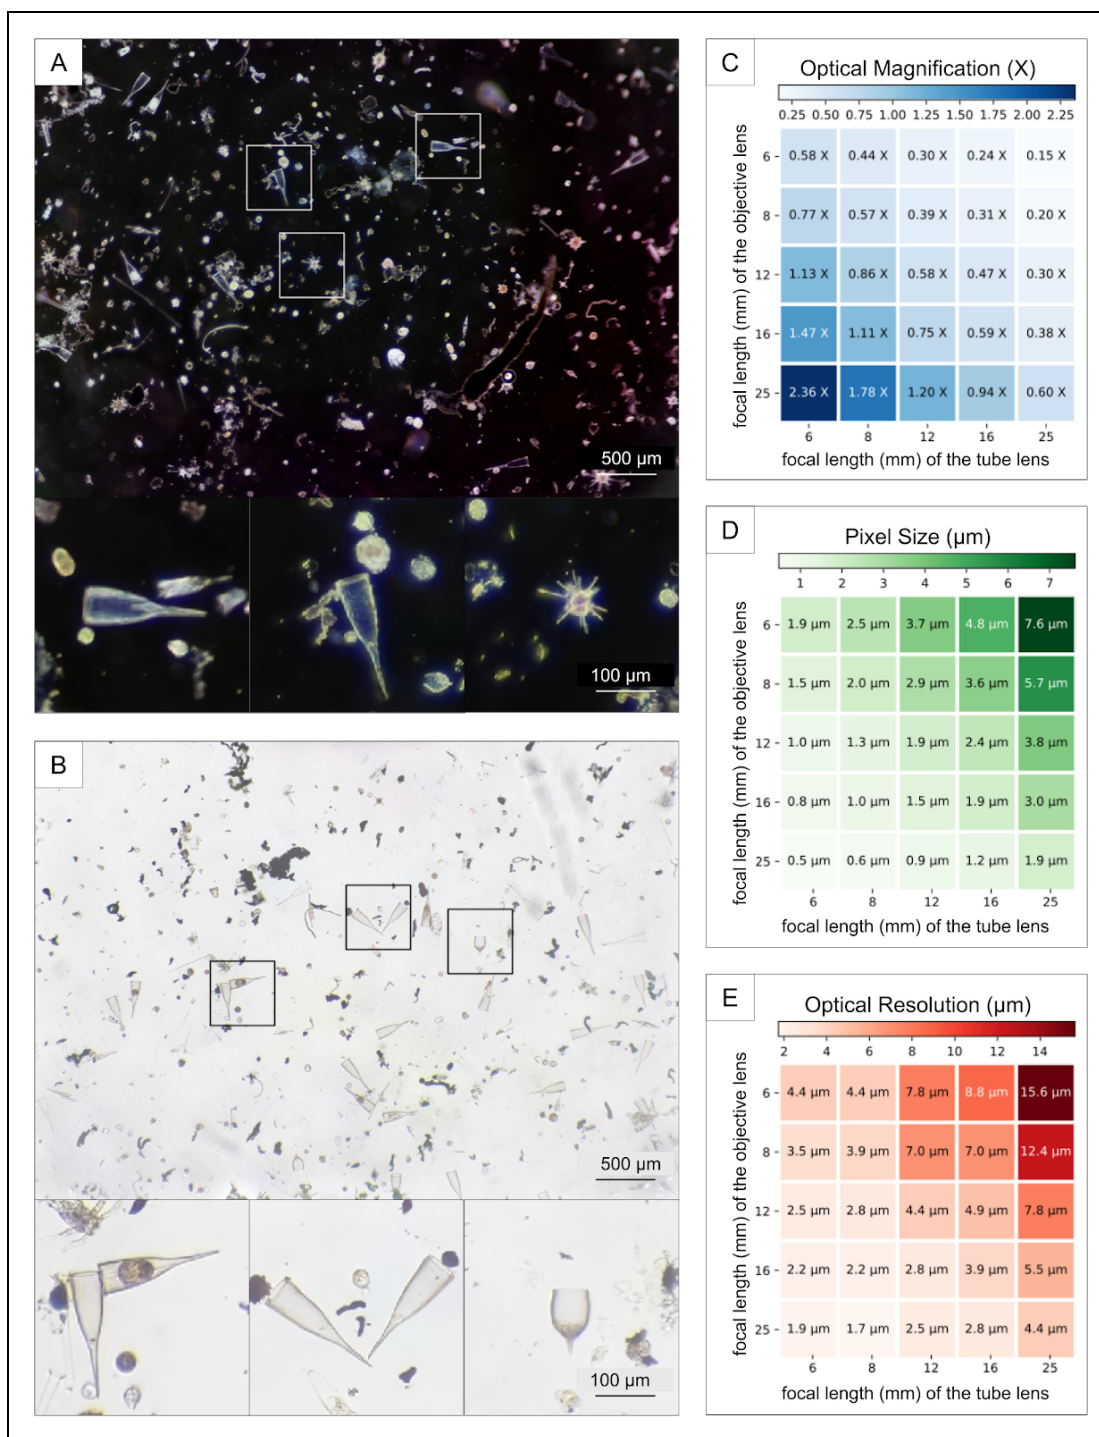 A
500 µm
100 µm
B
500 µm
100 µm
C
Optical Magnification (X)
0.25 0.50 0.75 1.00 1.25 1.50 1.75 2.00 2.25
focal length (mm) of the objective lens
6 0.58 X 0.44 X 0.30 X 0.24 X 0.15 X
8 0.77 X 0.57 X 0.39 X 0.31 X 0.20 X
12 1.13 X 0.86 X 0.58 X 0.47 X 0.30 X
16 1.47 X 1.11 X 0.75 X 0.59 X 0.38 X
25 2.36 X 1.78 X 1.20 X 0.94 X 0.60 X
6 8 12 16 25
focal length (mm) of the tube lens
D
Pixel Size (µm)
1 2 3 4 5 6 7
focal length (mm) of the objective lens
6 1.9 µm 2.5 µm 3.7 µm 4.8 µm 7.6 µm
8 1.5 µm 2.0 µm 2.9 µm 3.6 µm 5.7 µm
12 1.0 µm 1.3 µm 1.9 µm 2.4 µm 3.8 µm
16 0.8 µm 1.0 µm 1.5 µm 1.9 µm 3.0 µm
25 0.5 µm 0.6 µm 0.9 µm 1.2 µm 1.9 µm
6 8 12 16 25
focal length (mm) of the tube lens
E
Optical Resolution (µm)
2 4 6 8 10 12 14
focal length (mm) of the objective lens
6 4.4 µm 4.4 µm 7.8 µm 8.8 µm 15.6 µm
8 3.5 µm 3.9 µm 7.0 µm 7.0 µm 12.4 µm
12 2.5 µm 2.8 µm 4.4 µm 4.9 µm 7.8 µm
16 2.2 µm 2.2 µm 2.8 µm 3.9 µm 5.5 µm
25 1.9 µm 1.7 µm 2.5 µm 2.8 µm 4.4 µm
6 8 12 16 25
focal length (mm) of the tube lens